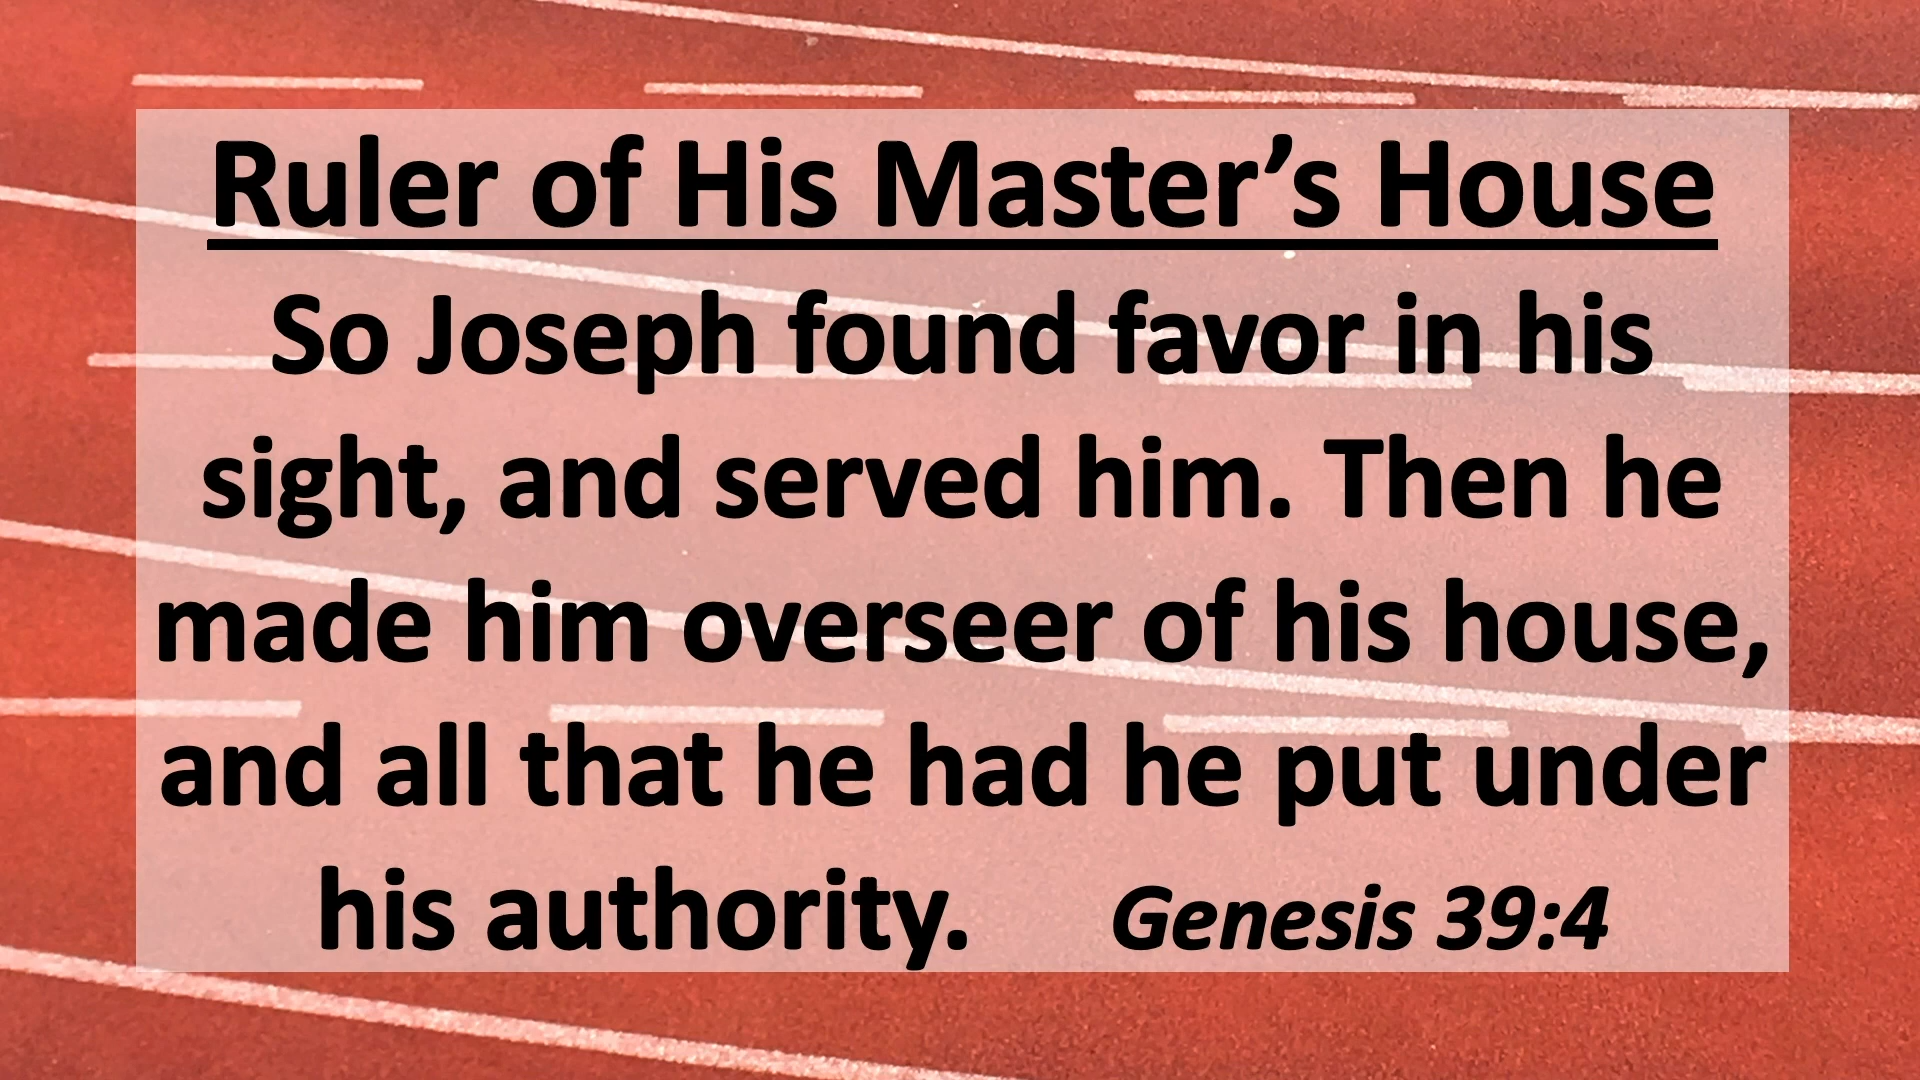 Ruler of His Master’s House
So Joseph found favor in his
sight, and served him. Then he
made him overseer of his house,
and all that he had he put under
his authority. Genesis 39:4